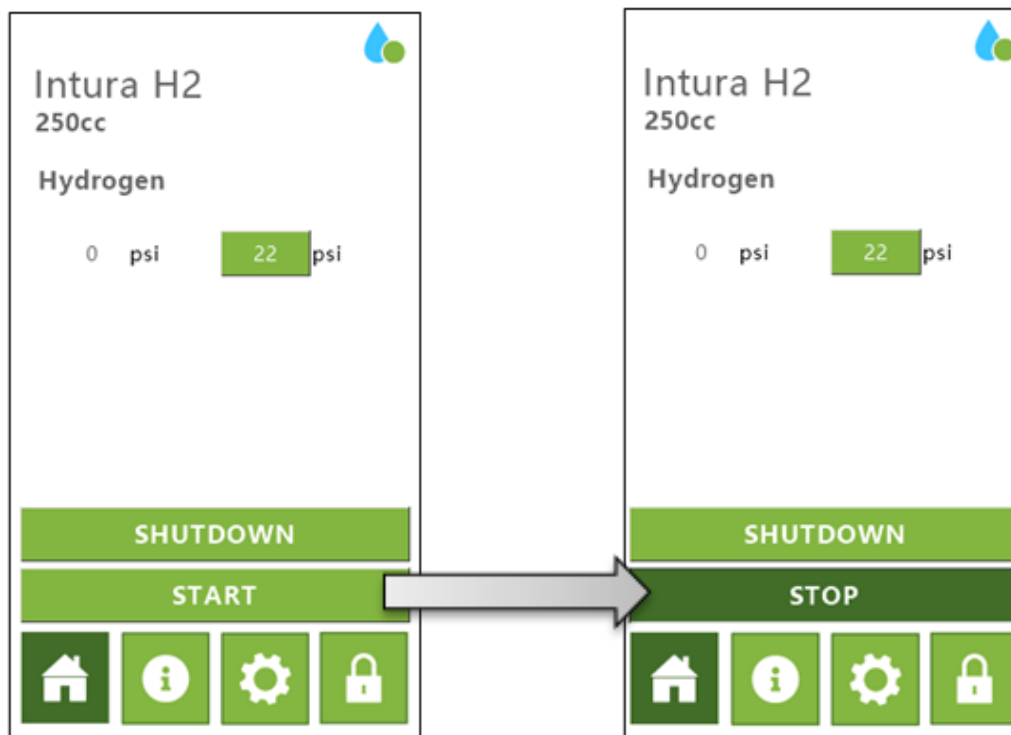 Intura H2
250cc
Hydrogen
0 psi 22 psi
SHUTDOWN
START
Intura H2
250cc
Hydrogen
0 psi 22 psi
SHUTDOWN
STOP